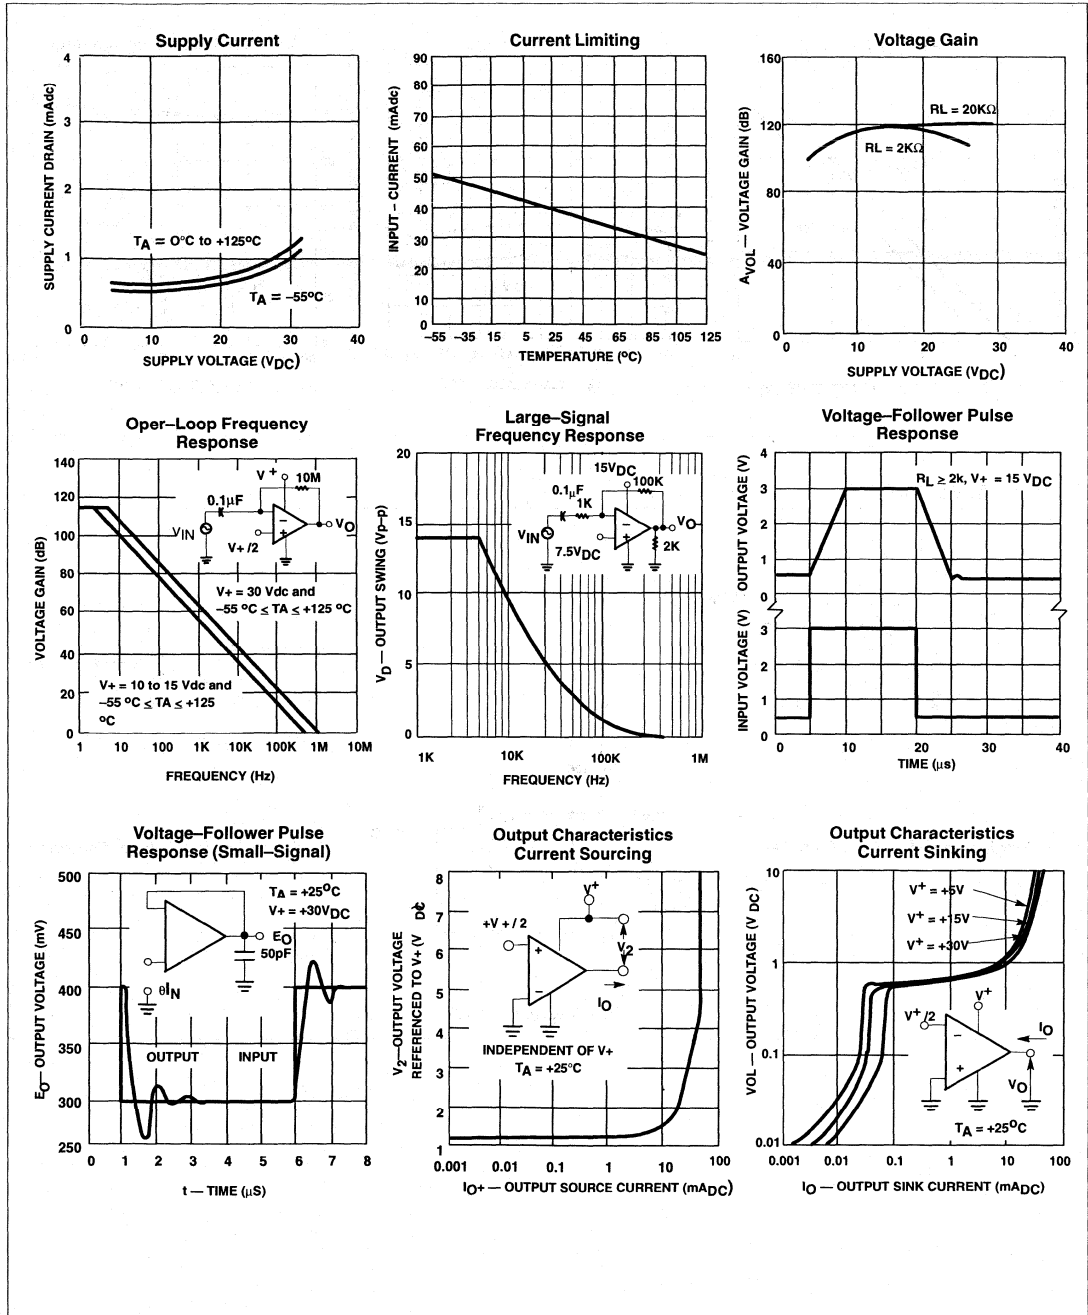 Supply Current
SUPPLY CURRENT DRAIN (mAdc)
4
3
2
1
0
TA = O°C to +125ºC
TA = –55ºC
0 10 20 30 40
SUPPLY VOLTAGE (VDC)
Current Limiting
INPUT – CURRENT (mAdc)
90
80
70
60
50
40
30
20
10
0
–55 –35 15 5 25 45 65 85 105 125
TEMPERATURE (ºC)
Voltage Gain
AVOL — VOLTAGE GAIN (dB)
160
120
80
40
0
RL = 20KΩ
RL = 2KΩ
0 10 20 30 40
SUPPLY VOLTAGE (VDC)
Oper–Loop Frequency
Response
VOLTAGE GAIN (dB)
140
120
100
80
60
40
20
0
V+
10M
0.1µF
VIN
V+/2
VO
–
+
V+ = 30 Vdc and
–55 ºC ≤ TA ≤ +125 ºC
V+ = 10 to 15 Vdc and
–55 ºC ≤ TA ≤ +125
ºC
1 10 100 1K 10K 100K 1M 10M
FREQUENCY (Hz)
Large–Signal
Frequency Response
VD — OUTPUT SWING (Vp–p)
20
15
10
5
0
15VDC
100K
0.1µF
1K
VIN
7.5VDC
VO
2K
–
+
1K 10K 100K 1M
FREQUENCY (Hz)
Voltage–Follower Pulse
Response
OUTPUT VOLTAGE (V)
4
3
2
1
0
RL ≥ 2k, V+ = 15 VDC
INPUT VOLTAGE (V)
3
2
1
0
0 10 20 30 40
TIME (µs)
Voltage–Follower Pulse
Response (Small–Signal)
EO— OUTPUT VOLTAGE (mV)
500
450
400
350
300
250
TA = +25ºC
V+ = +30VDC
EO
50pF
θIN
OUTPUT
INPUT
0 1 2 3 4 5 6 7 8
t — TIME (µS)
Output Characteristics
Current Sourcing
V2—OUTPUT VOLTAGE
REFERENCED TO V+ (V DC
8
7
6
5
4
3
2
1
V+
+V + / 2
V2
IO
+
–
INDEPENDENT OF V+
TA = +25°C
0.001 0.01 0.1 1 10 100
IO+ — OUTPUT SOURCE CURRENT (mADC)
Output Characteristics
Current Sinking
VOL — OUTPUT VOLTAGE (V DC)
10
1
0.1
0.01
V+ = +5V
V+ = +15V
V+ = +30V
V+
V+/2
IO
VO
–
+
TA = +25ºC
0.001 0.01 0.1 1 10 100
IO — OUTPUT SINK CURRENT (mADC)